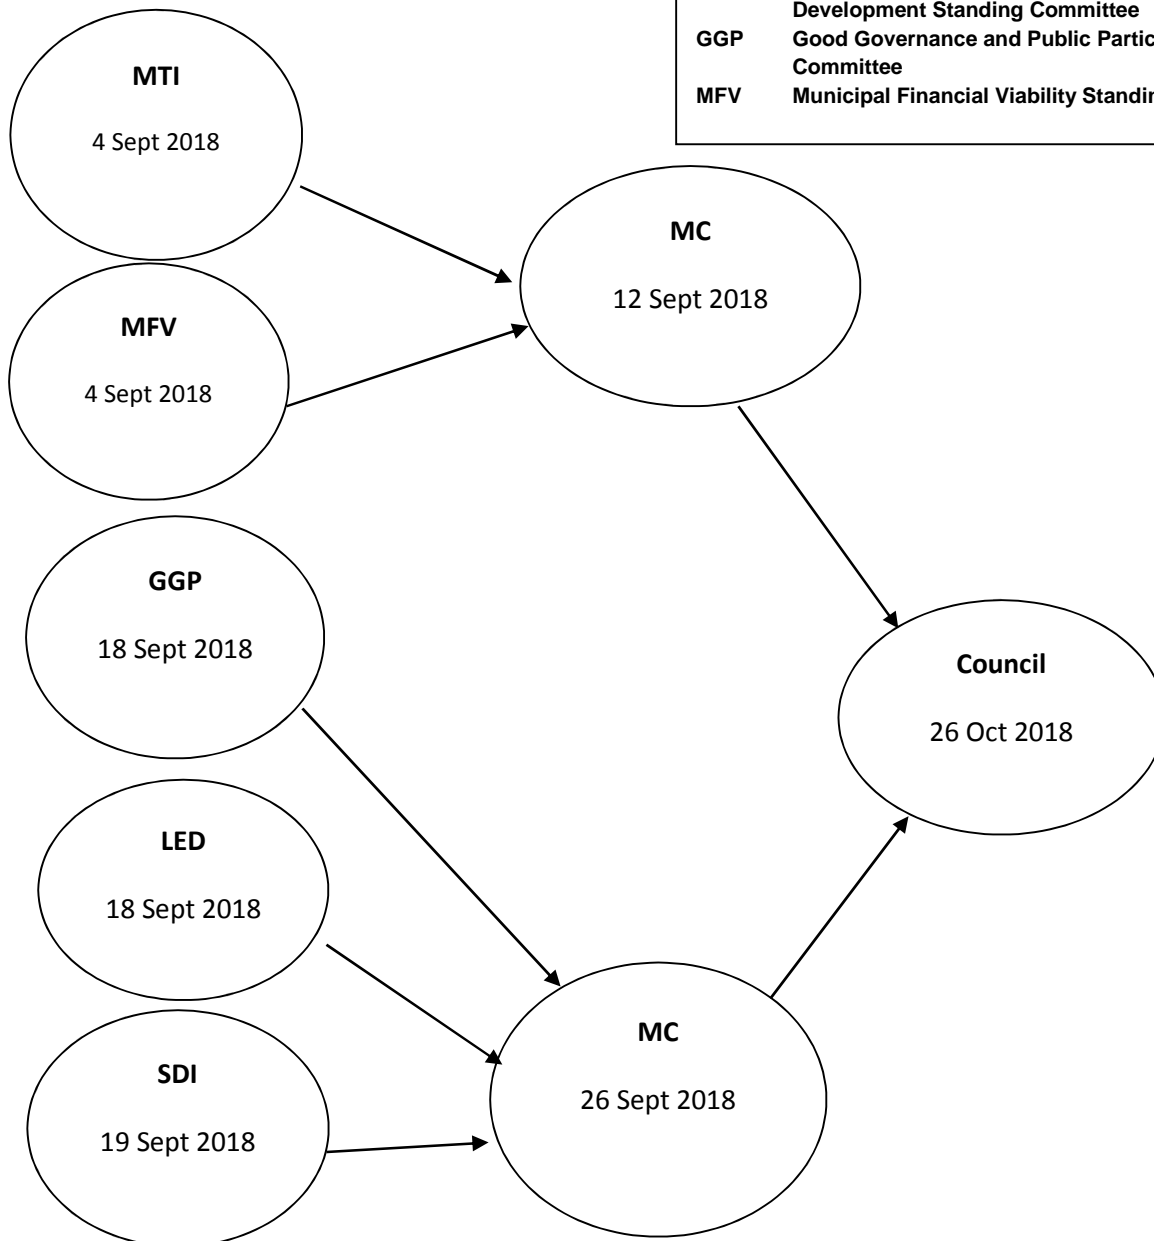 Development Standing Committee
GGP Good Governance and Public
Committee
MFV Municipal Financial Viability
MTI
4 Sept 2018
MC
12 Sept 2018
MFV
4 Sept 2018
GGP
18 Sept 2018
Council
26 Oct 2018
LED
18 Sept 2018
MC
26 Sept 2018
SDI
19 Sept 2018